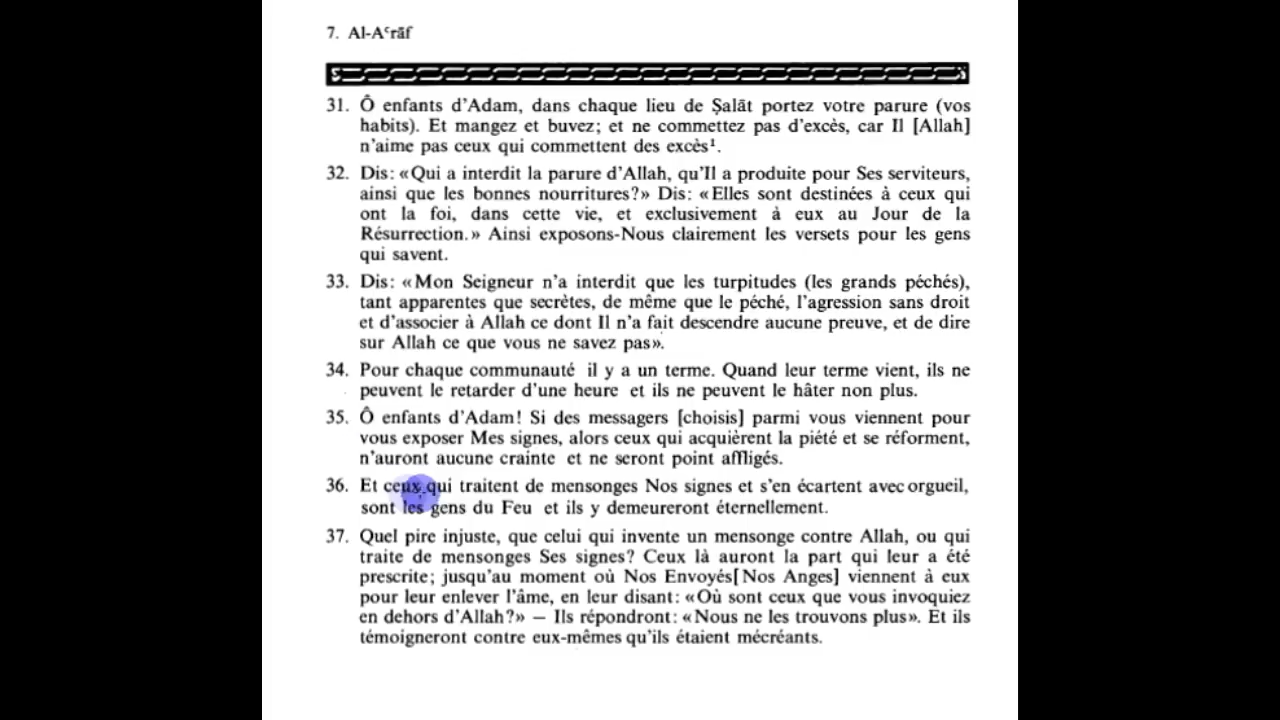 7. Al-Aʿrāf
31. Ô enfants d'Adam, dans chaque lieu de Ṣalāt portez votre parure (vos
habits). Et mangez et buvez; et ne commettez pas d'excès, car Il [Allah]
n'aime pas ceux qui commettent des excès¹.
32. Dis: «Qui a interdit la parure d'Allah, qu'Il a produite pour Ses serviteurs,
ainsi que les bonnes nourritures?» Dis: «Elles sont destinées à ceux qui
ont la foi, dans cette vie, et exclusivement à eux au Jour de la
Résurrection.» Ainsi exposons-Nous clairement les versets pour les gens
qui savent.
33. Dis: «Mon Seigneur n'a interdit que les turpitudes (les grands péchés),
tant apparentes que secrètes, de même que le péché, l'agression sans droit
et d'associer à Allah ce dont Il n'a fait descendre aucune preuve, et de dire
sur Allah ce que vous ne savez pas».
34. Pour chaque communauté il y a un terme. Quand leur terme vient, ils ne
peuvent le retarder d'une heure et ils ne peuvent le hâter non plus.
35. Ô enfants d'Adam! Si des messagers [choisis] parmi vous viennent pour
vous exposer Mes signes, alors ceux qui acquièrent la piété et se réforment,
n'auront aucune crainte et ne seront point affligés.
36. Et ceux qui traitent de mensonges Nos signes et s'en écartent avec orgueil,
sont les gens du Feu et ils y demeureront éternellement.
37. Quel pire injuste, que celui qui invente un mensonge contre Allah, ou qui
traite de mensonges Ses signes? Ceux là auront la part qui leur a été
prescrite; jusqu'au moment où Nos Envoyés[Nos Anges] viennent à eux
pour leur enlever l'âme, en leur disant: «Où sont ceux que vous invoquiez
en dehors d'Allah?» — Ils répondront: «Nous ne les trouvons plus». Et ils
témoigneront contre eux-mêmes qu'ils étaient mécréants.